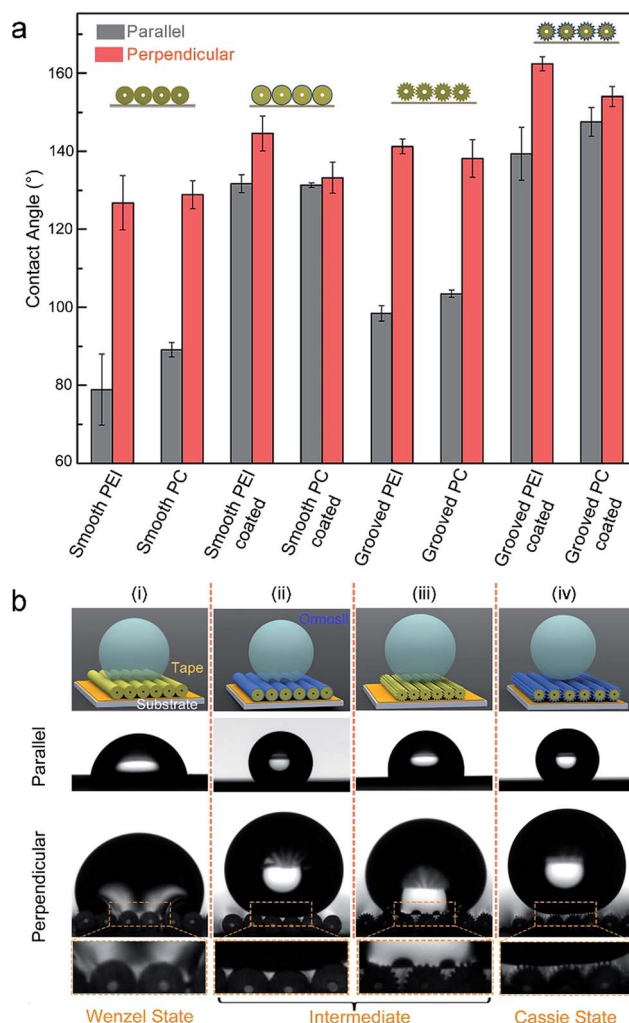 a
Parallel
Perpendicular
Contact Angle (°)
160
140
120
100
80
60
Smooth PEI
Smooth PC
Smooth PEI
coated
Smooth PC
coated
Grooved PEI
Grooved PC
Grooved PEI
coated
Grooved PC
coated
b
(i)
(ii)
(iii)
(iv)
Ormosil
Tape
Substrate
Parallel
Perpendicular
Wenzel State
Intermediate
Cassie State